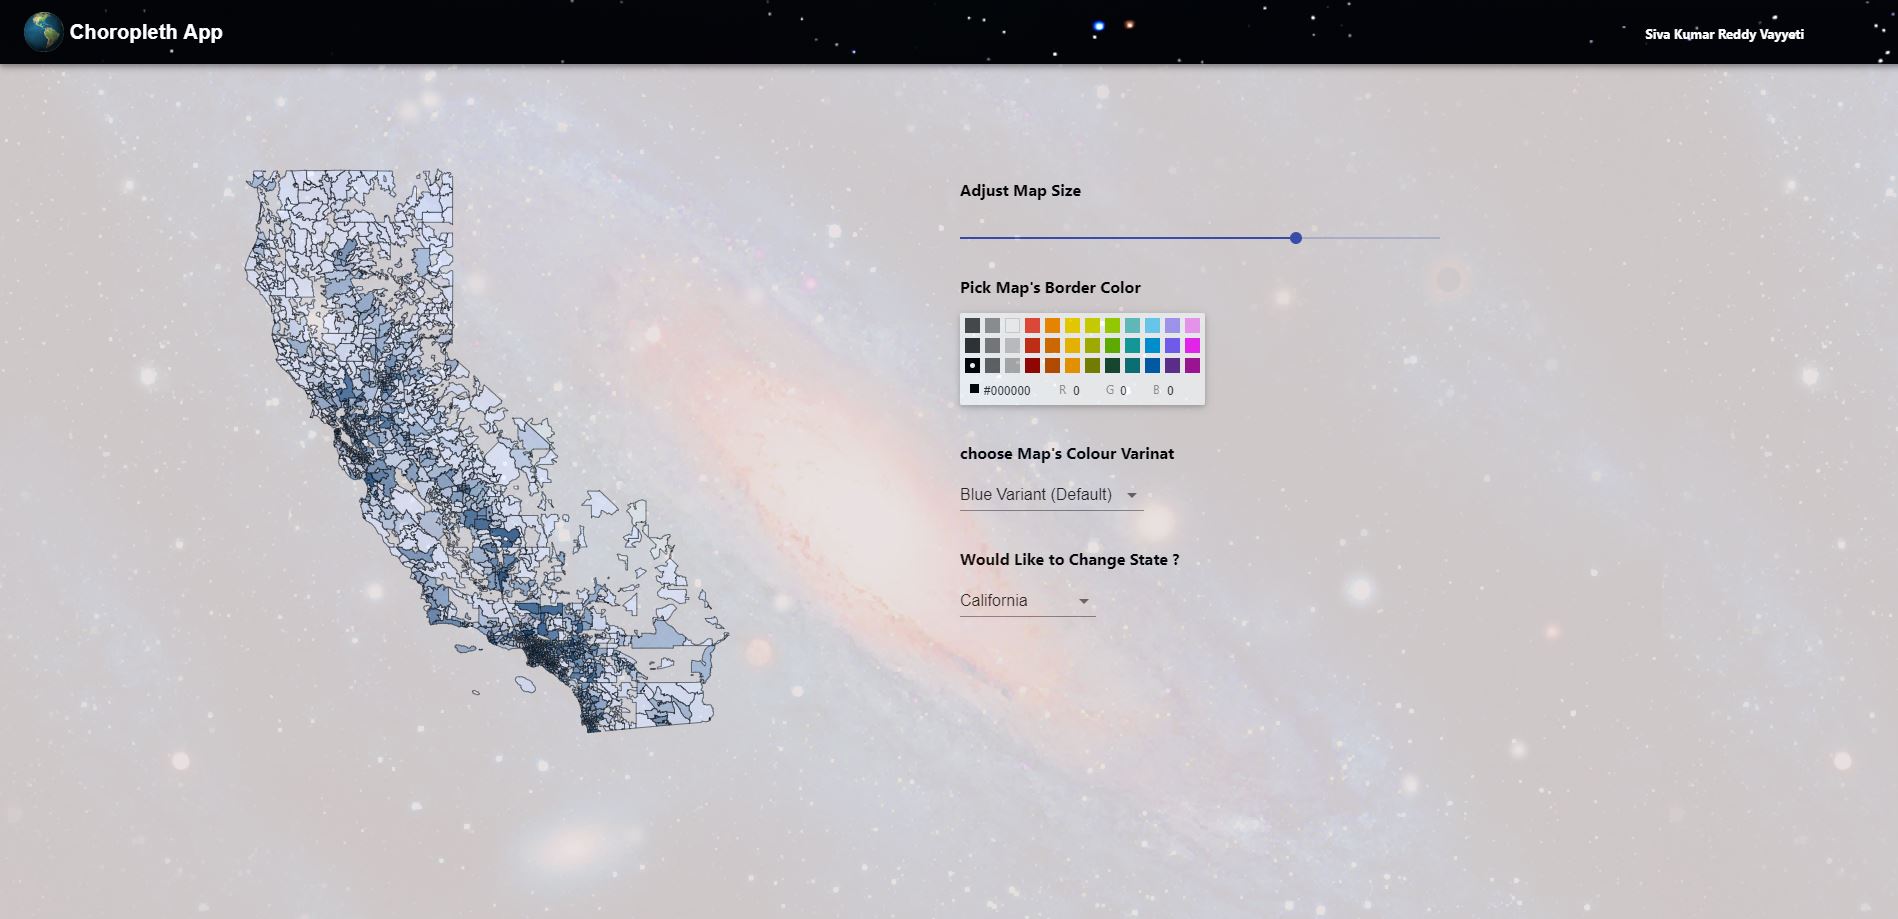 Choropleth App
Siva Kumar Reddy Vayyeti
Adjust Map Size
Pick Map's Border Color
#000000 R 0 G 0 B 0
choose Map's Colour Varinat
Blue Variant (Default)
Would Like to Change State ?
California